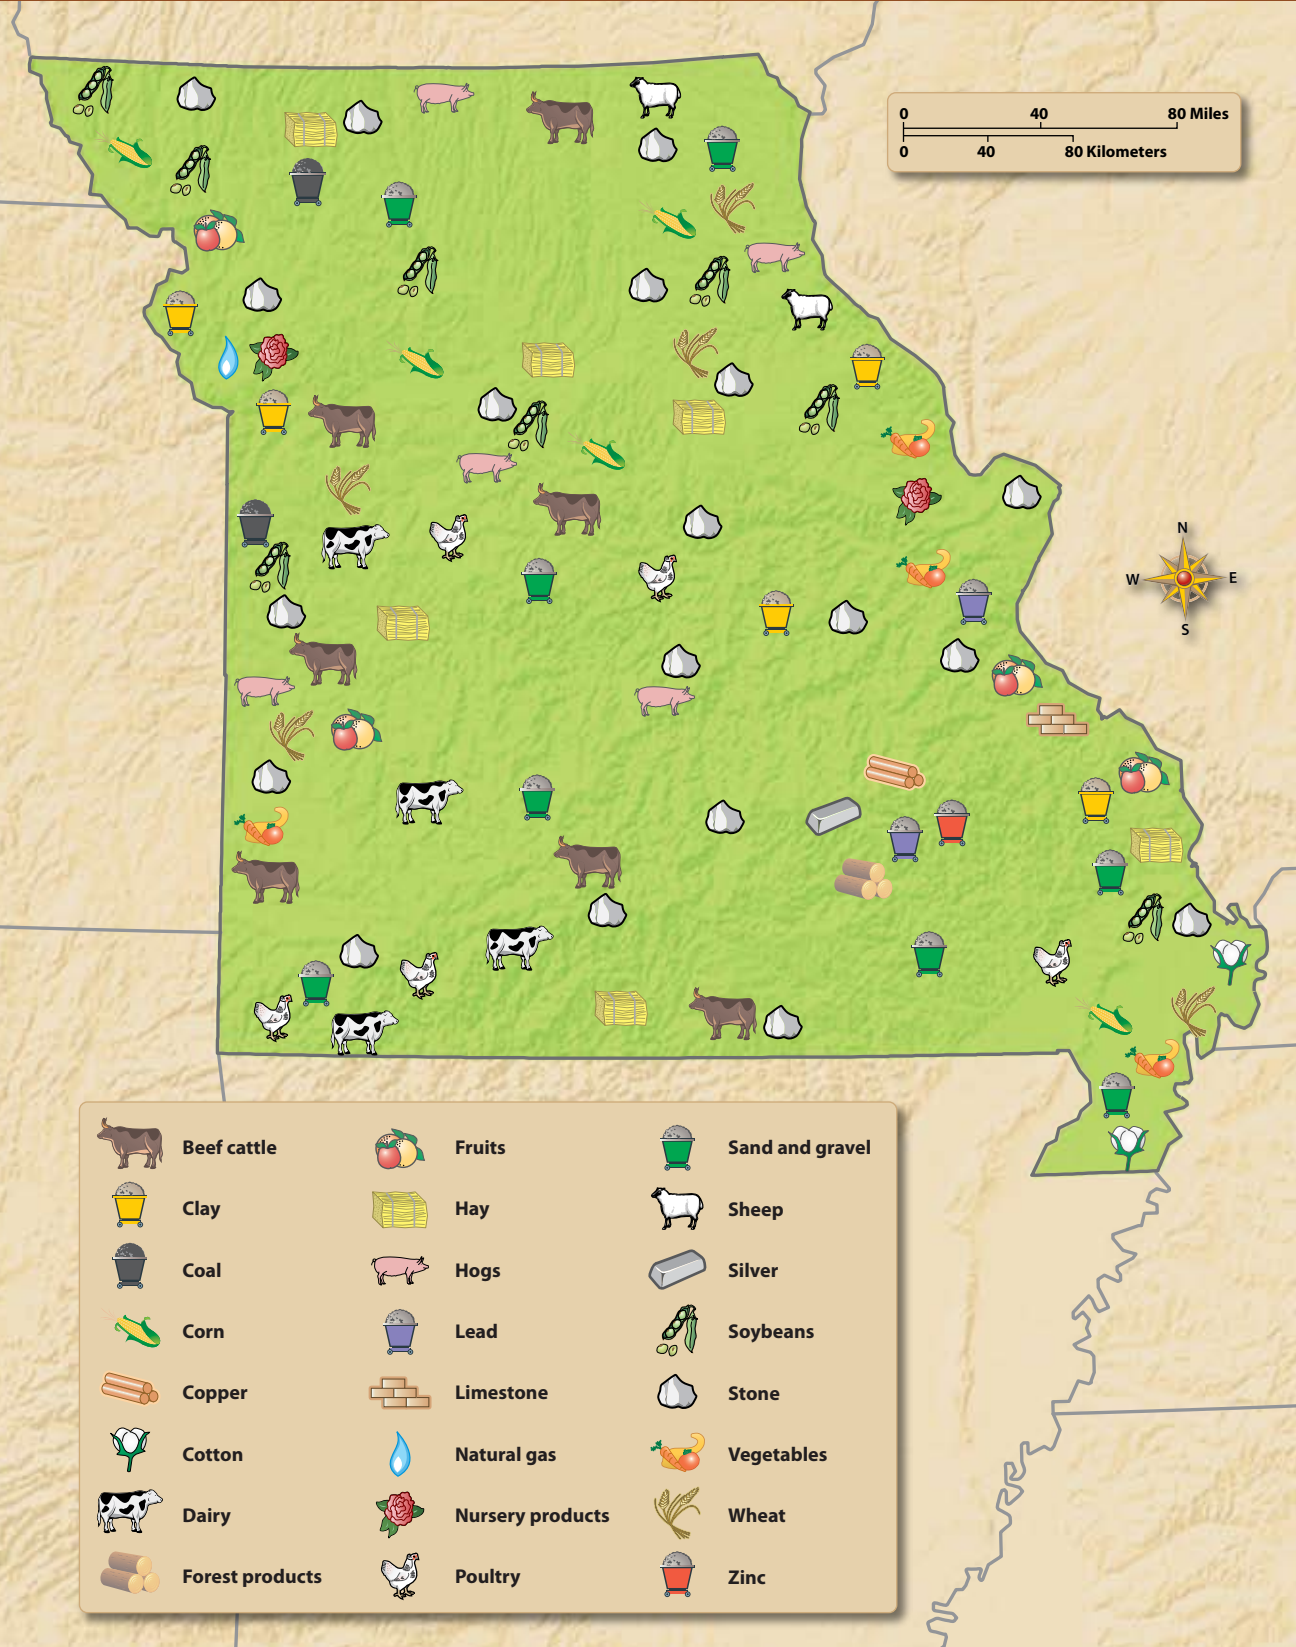 0 40 80 Miles
0 40 80 Kilometers
N
W E
S
Beef cattle
Fruits
Sand and gravel
Clay
Hay
Sheep
Coal
Hogs
Silver
Corn
Lead
Soybeans
Copper
Limestone
Stone
Cotton
Natural gas
Vegetables
Dairy
Nursery products
Wheat
Forest products
Poultry
Zinc